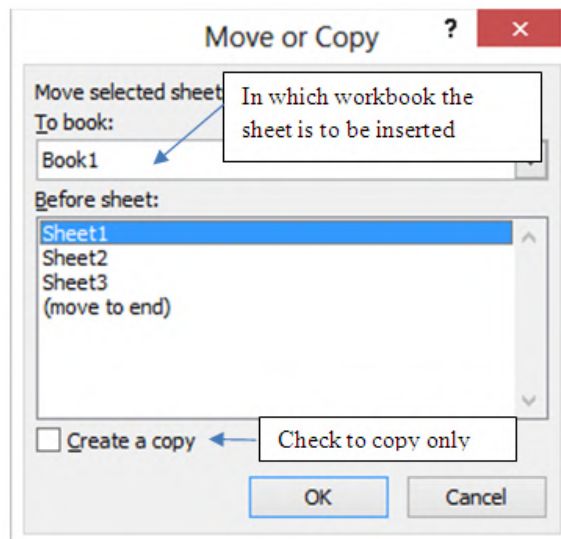 Move or Copy ? ×
Move selected sheet
In which workbook the
sheet is to be inserted
To book:
Book1
Before sheet:
Sheet1
Sheet2
Sheet3
(move to end)
Create a copy
Check to copy only
OK Cancel